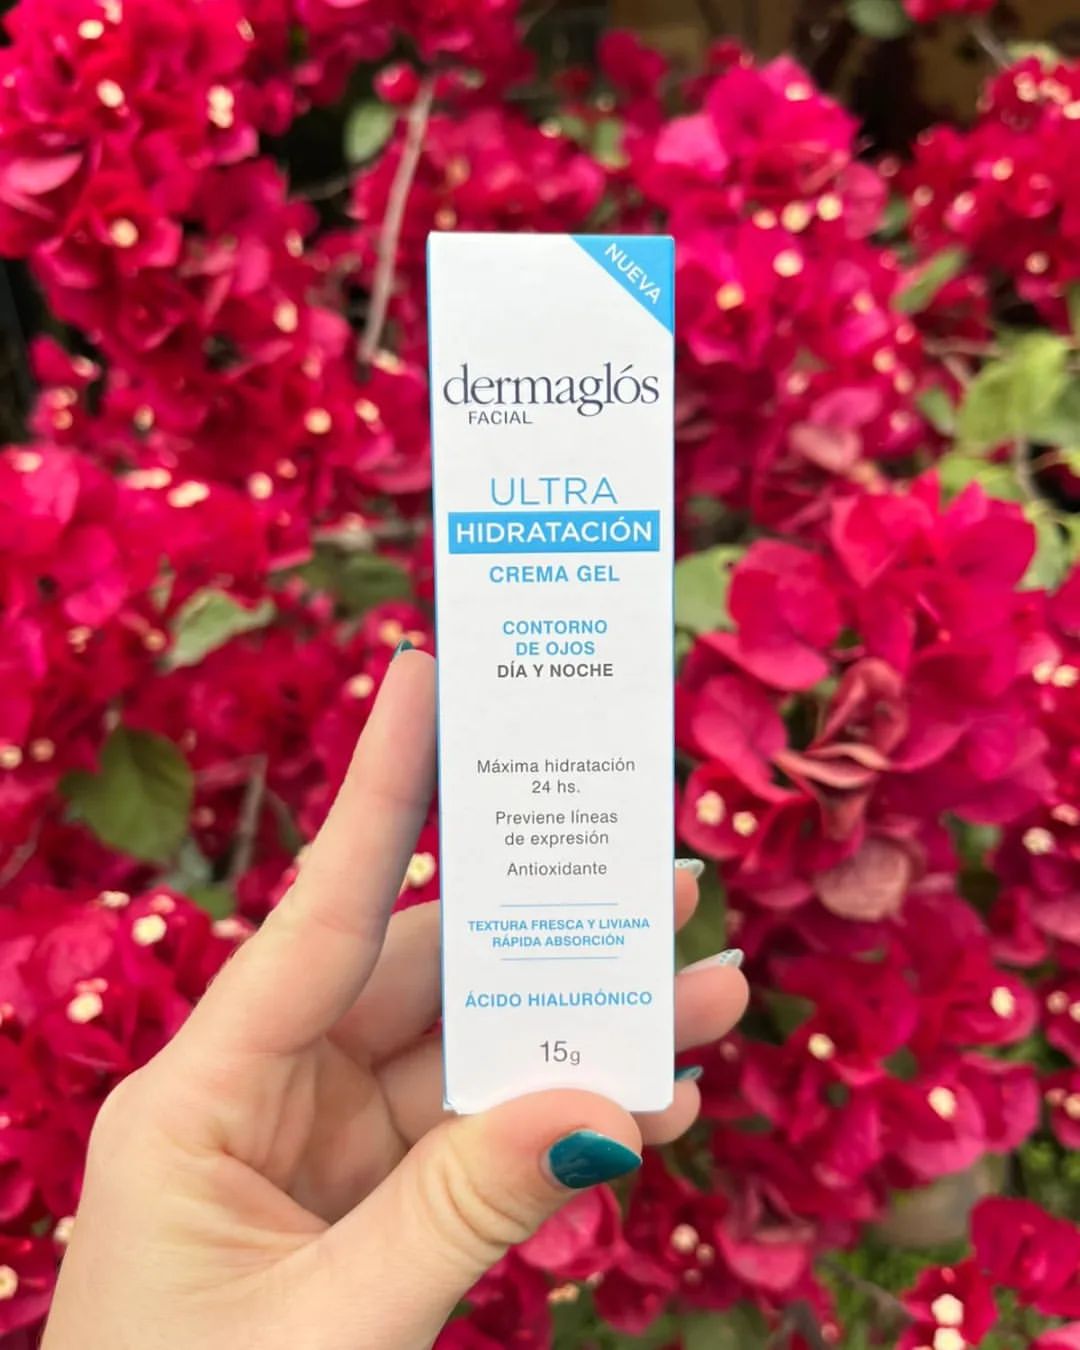 NUEVA
dermaglós
FACIAL
ULTRA
HIDRATACIÓN
CREMA GEL
CONTORNO
DE OJOS
DÍA Y NOCHE
Máxima hidratación
24 hs.
Previene líneas
de expresión
Antioxidante
TEXTURA FRESCA Y LIVIANA
RÁPIDA ABSORCIÓN
ÁCIDO HIALURÓNICO
15g